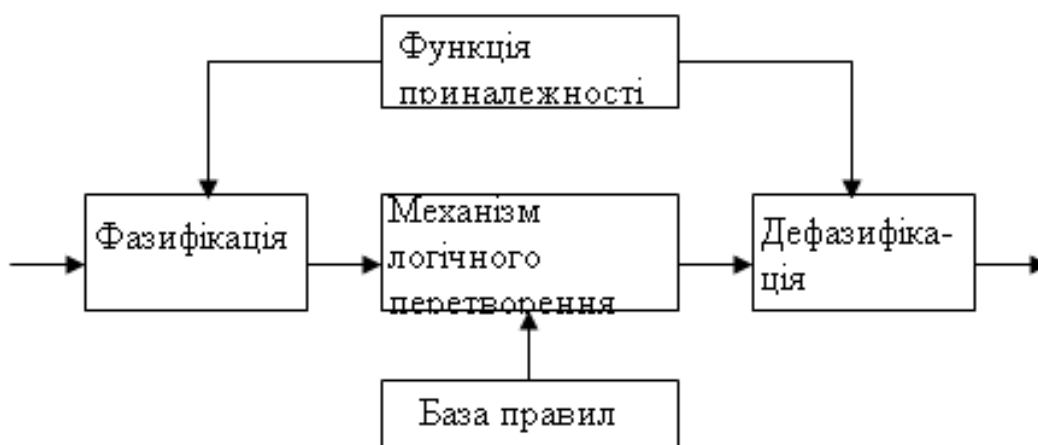 Функція
приналежності
Фазифікація
Механізм
логічного
перетворення
Дефазифіка-
ція
База правил